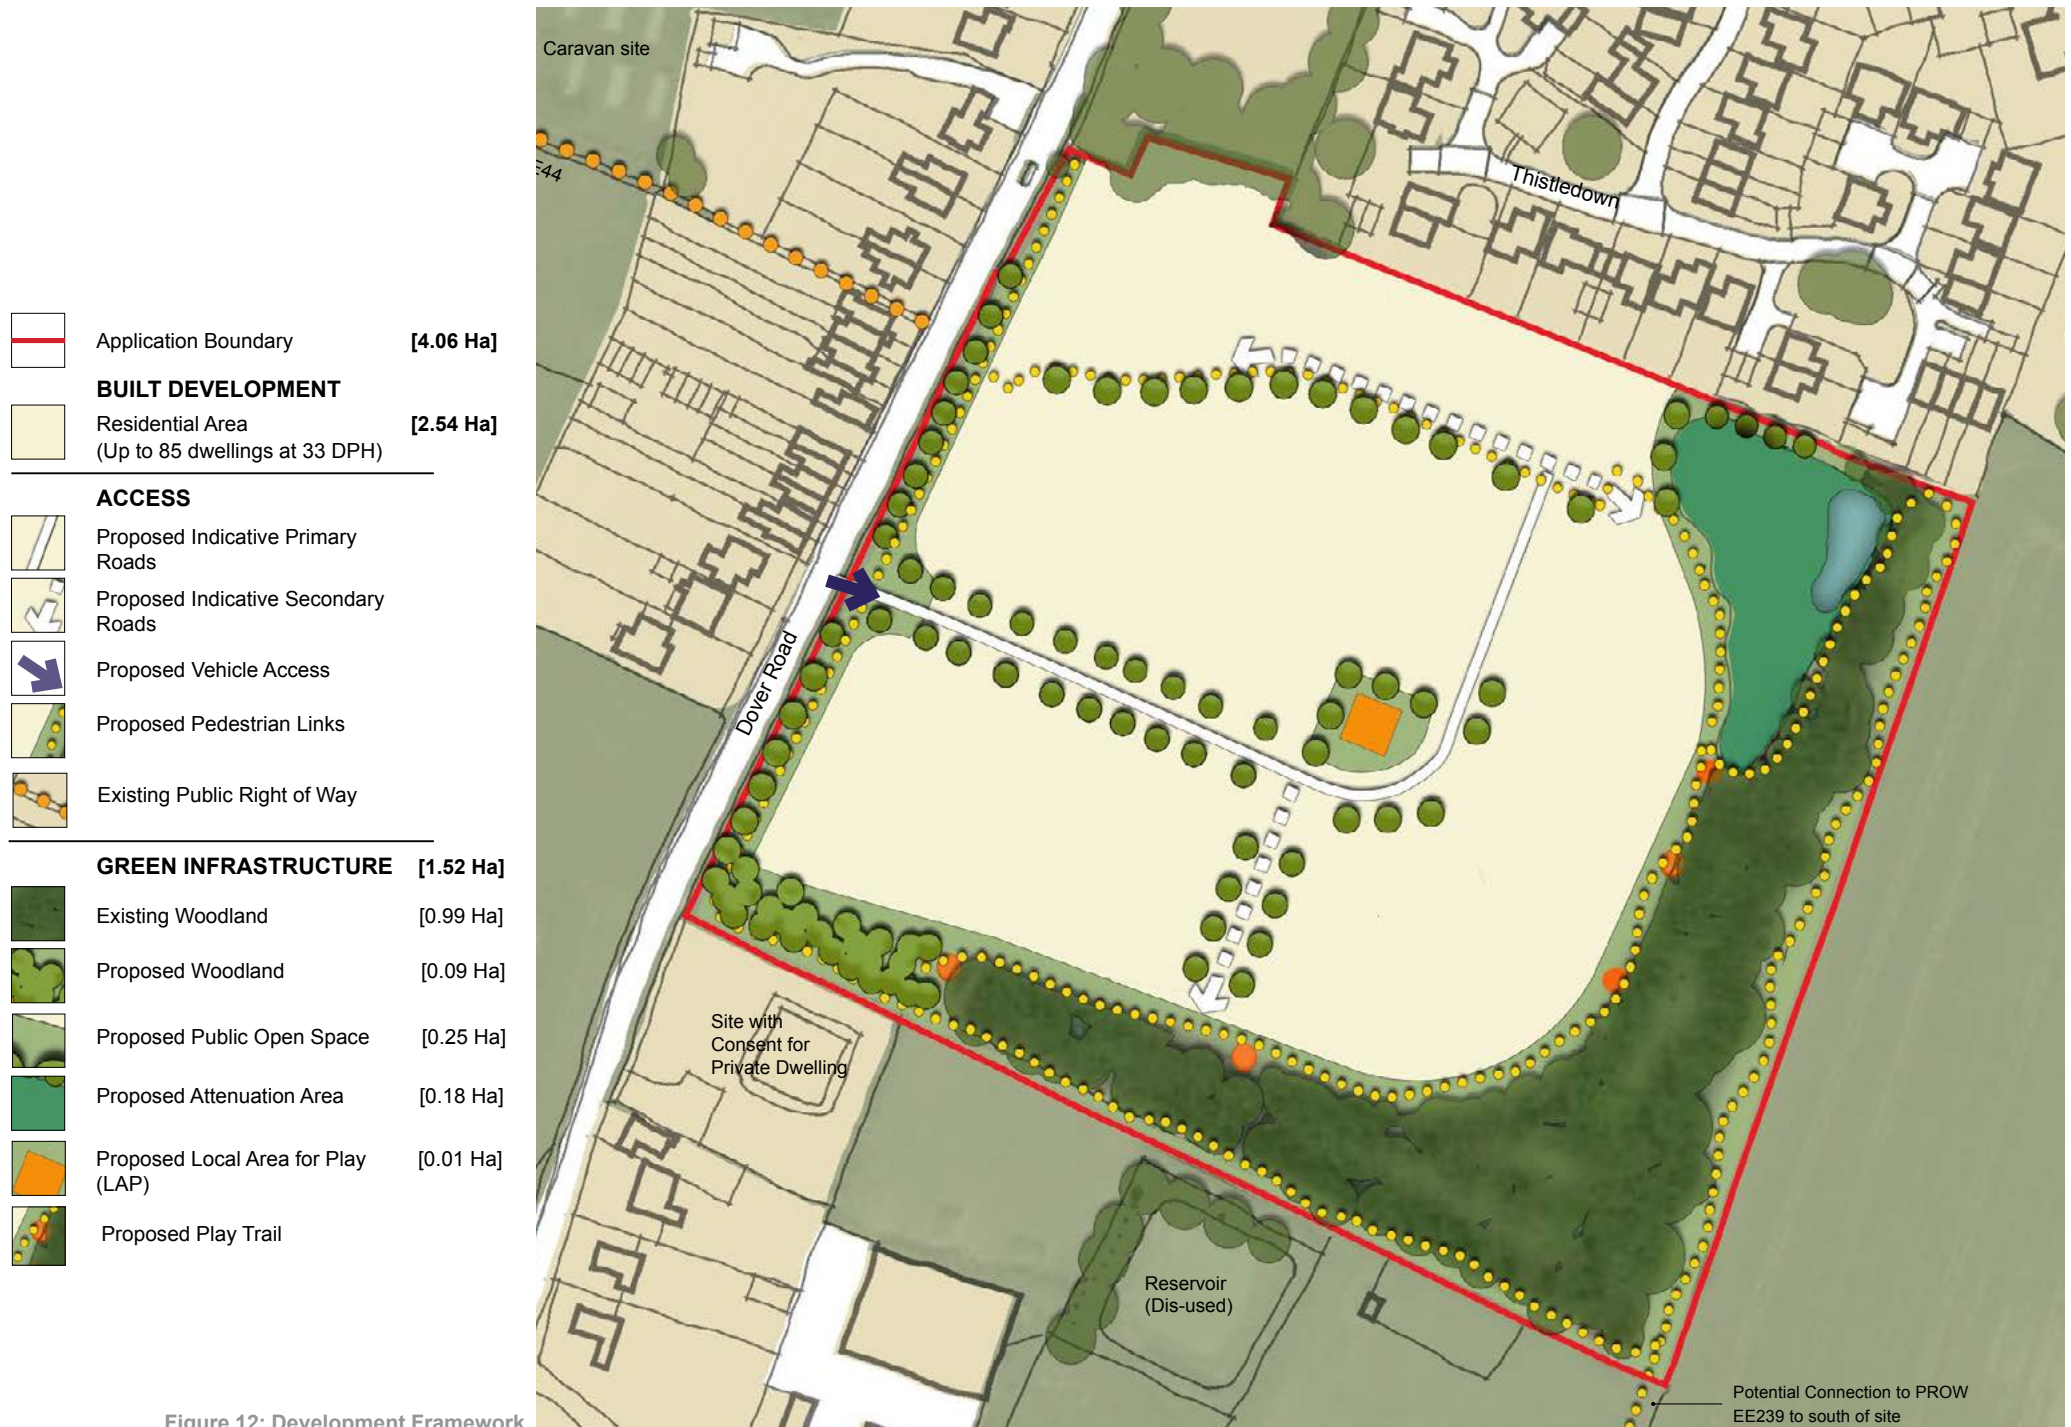 Application Boundary [4.06 Ha]
BUILT DEVELOPMENT
Residential Area [2.54 Ha]
(Up to 85 dwellings at 33 DPH)
ACCESS
Proposed Indicative Primary
Roads
Proposed Indicative Secondary
Roads
Proposed Vehicle Access
Proposed Pedestrian Links
Existing Public Right of Way
GREEN INFRASTRUCTURE [1.52 Ha]
Existing Woodland [0.99 Ha]
Proposed Woodland [0.09 Ha]
Proposed Public Open Space [0.25 Ha]
Proposed Attenuation Area [0.18 Ha]
Proposed Local Area for Play [0.01 Ha]
(LAP)
Proposed Play Trail
Figure 12: Development Framework
Caravan site
E44
Thistledown
Dover Road
Site with
Consent for
Private Dwelling
Reservoir
(Dis-used)
Potential Connection to PROW
EE239 to south of site